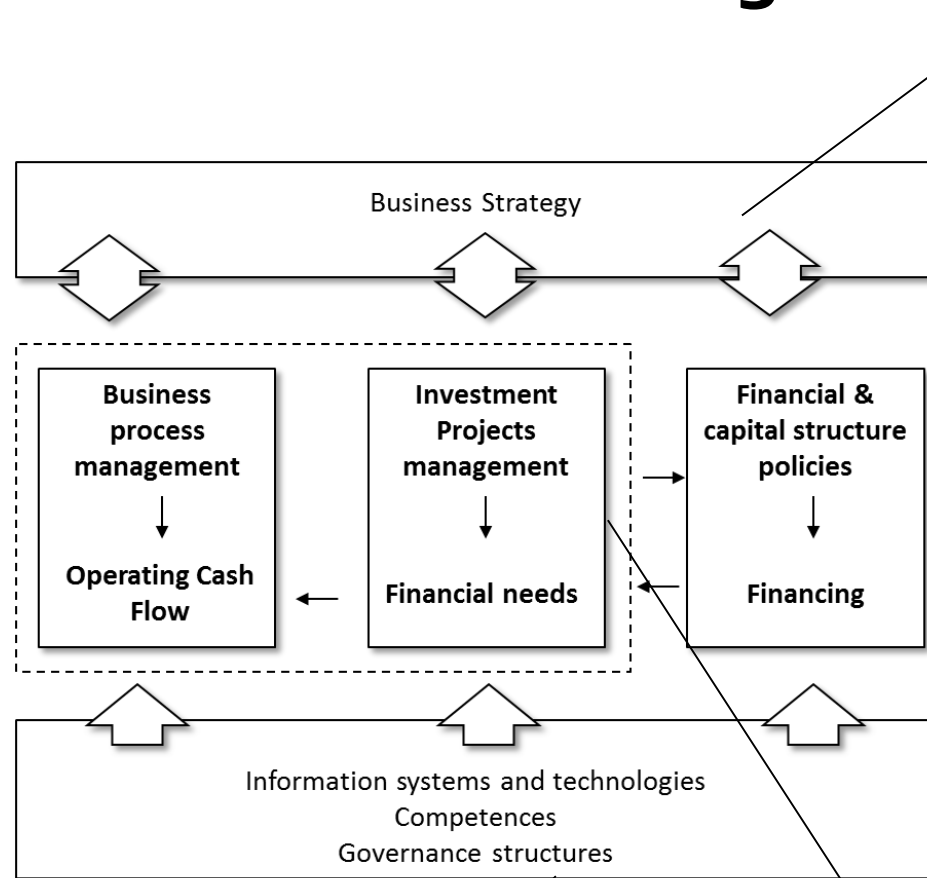 Business Strategy
Business
process
management
Operating Cash
Flow
Investment
Projects
management
Financial needs
Financial &
capital structure
policies
Financing
Information systems and technologies
Competences
Governance structures